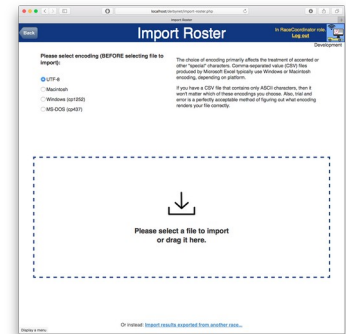 localhost/derbynet/import-roster.php
Import Roster
Back
Import Roster
In RaceCoordinator role.
Log out
Development
Please select encoding (BEFORE selecting file to
import):
UTF-8
Macintosh
Windows (cp1252)
MS-DOS (cp437)
The choice of encoding primarily affects the treatment of accented or
other "special" characters. Comma-separated value (CSV) files
produced by Microsoft Excel typically use Windows or Macintosh
encoding, depending on platform.
If you have a CSV file that contains only ASCII characters, then it
won't matter which of these encodings you choose. Also, trial and
error is a perfectly acceptable method of figuring out what encoding
renders your file correctly.
Please select a file to import
or drag it here.
Or instead: Import results exported from another race...
Display a menu